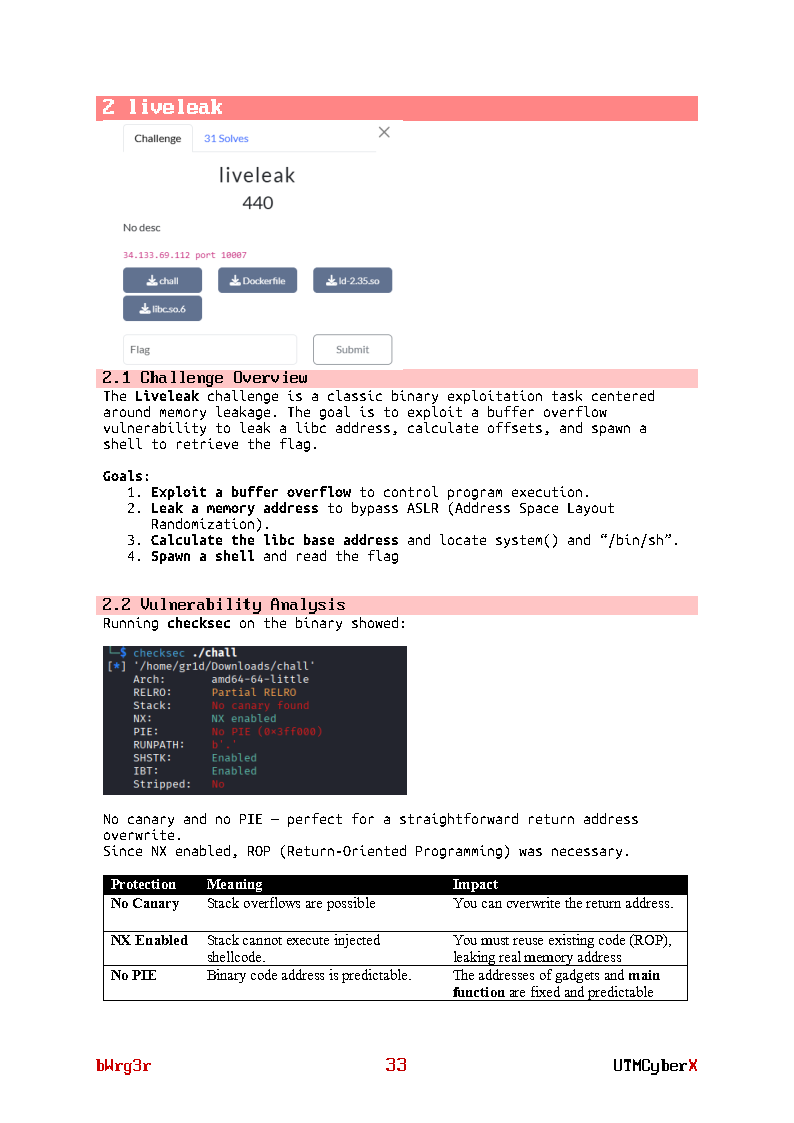 2 liveleak
Challenge 31 Solves ×
liveleak
440
No desc
34.133.69.112 port 10007
chall Dockerfile ld-2.35.so
libc.so.6
Flag Submit
2.1 Challenge Overview
The Liveleak challenge is a classic binary exploitation task centered
around memory leakage. The goal is to exploit a buffer overflow
vulnerability to leak a libc address, calculate offsets, and spawn a
shell to retrieve the flag.
Goals:
1. Exploit a buffer overflow to control program execution.
2. Leak a memory address to bypass ASLR (Address Space Layout
Randomization).
3. Calculate the libc base address and locate system() and “/bin/sh”.
4. Spawn a shell and read the flag
2.2 Vulnerability Analysis
Running checksec on the binary showed:
└─$ checksec ./chall
[*] '/home/gr1d/Downloads/chall'
Arch: amd64-64-little
RELRO: Partial RELRO
Stack: No canary found
NX: NX enabled
PIE: No PIE (0×3ff000)
RUNPATH: b'.'
SHSTK: Enabled
IBT: Enabled
Stripped: No
No canary and no PIE — perfect for a straightforward return address
overwrite.
Since NX enabled, ROP (Return-Oriented Programming) was necessary.
Protection Meaning Impact
No Canary Stack overflows are possible You can overwrite the return address.
NX Enabled Stack cannot execute injected You must reuse existing code (ROP),
shellcode. leaking real memory address
No PIE Binary code address is predictable. The addresses of gadgets and main
function are fixed and predictable
bWrg3r 33 UTMCyberX